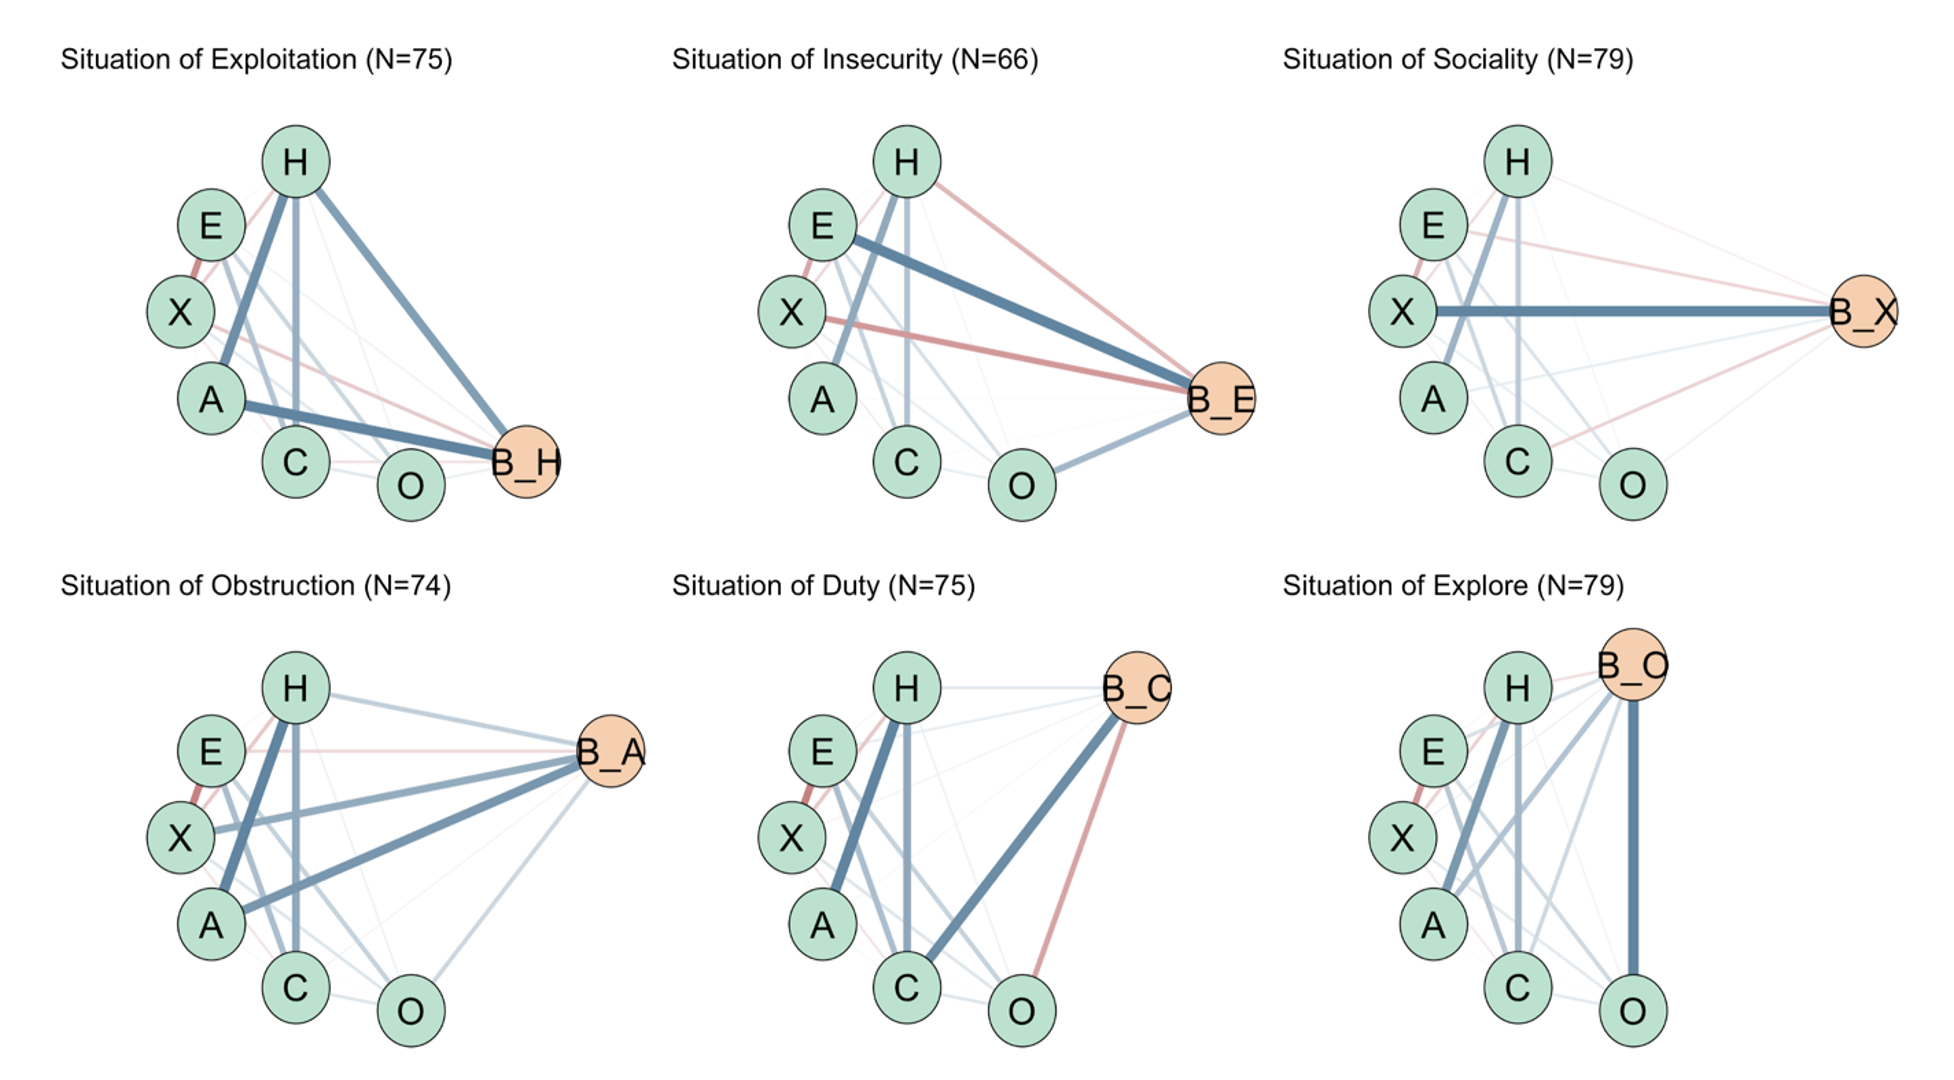 Situation of Exploitation (N=75)
H
E
X
A
C
O
B_H
Situation of Insecurity (N=66)
H
E
X
A
C
O
B_E
Situation of Sociality (N=79)
H
E
X
A
C
O
B_X
Situation of Obstruction (N=74)
H
E
X
A
C
O
B_A
Situation of Duty (N=75)
H
E
X
A
C
O
B_C
Situation of Explore (N=79)
H
E
X
A
C
O
B_O